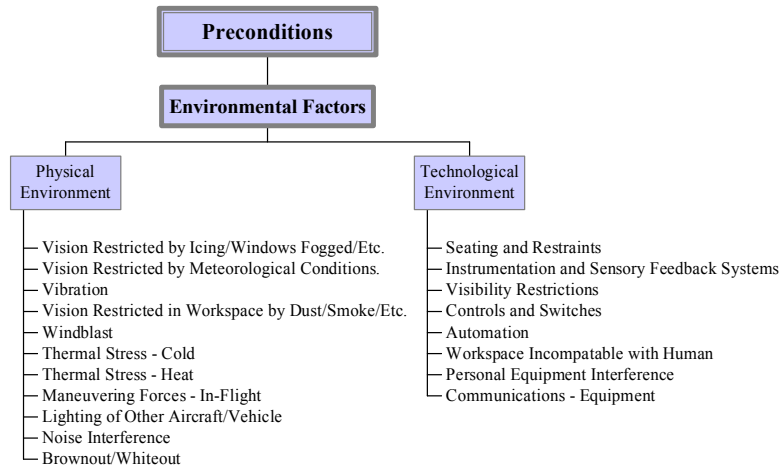 Preconditions
Environmental Factors
Physical
Environment
Vision Restricted by Icing/Windows Fogged/Etc.
Vision Restricted by Meteorological Conditions.
Vibration
Vision Restricted in Workspace by Dust/Smoke/Etc.
Windblast
Thermal Stress - Cold
Thermal Stress - Heat
Maneuvering Forces - In-Flight
Lighting of Other Aircraft/Vehicle
Noise Interference
Brownout/Whiteout
Technological
Environment
Seating and Restraints
Instrumentation and Sensory Feedback Systems
Visibility Restrictions
Controls and Switches
Automation
Workspace Incompatable with Human
Personal Equipment Interference
Communications - Equipment